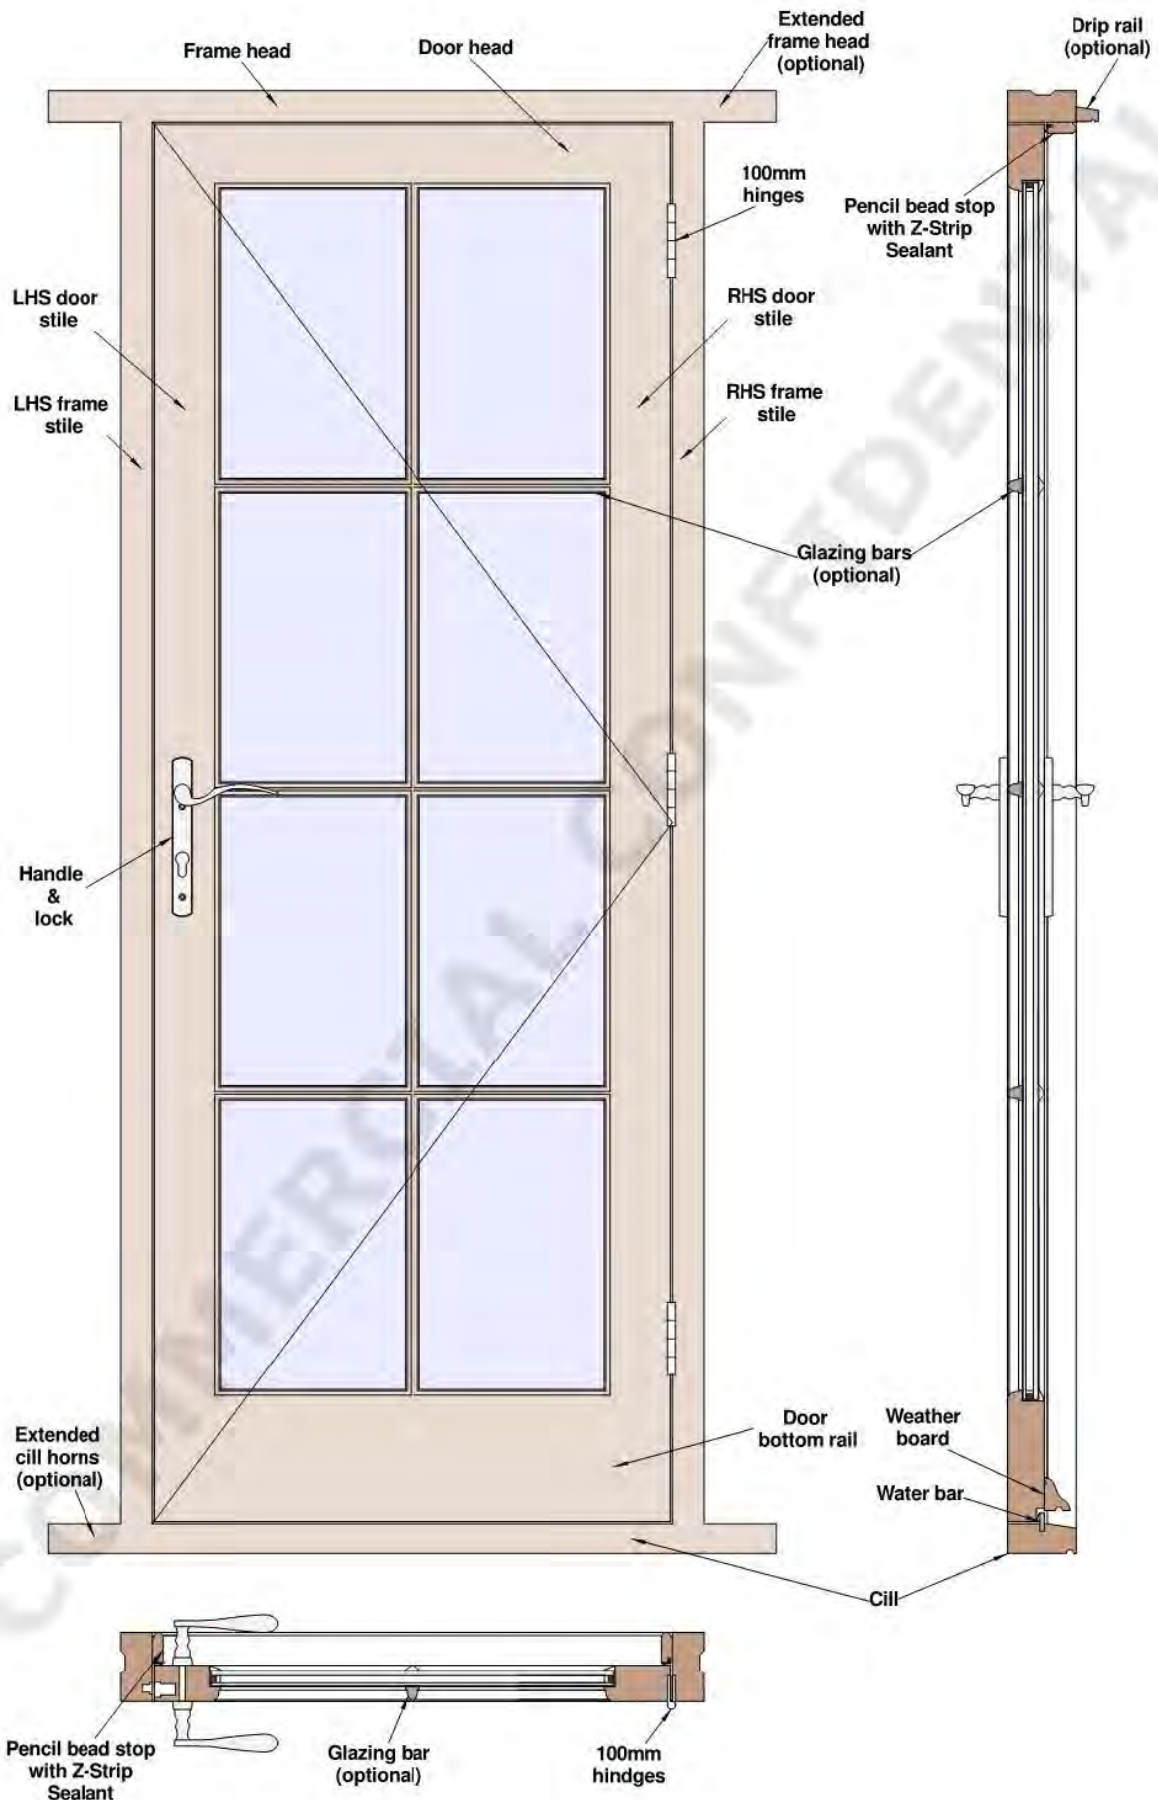 Frame head
Door head
Extended
frame head
(optional)
Drip rail
(optional)
100mm
hinges
Pencil bead stop
with Z-Strip
Sealant
LHS door
stile
RHS door
stile
LHS frame
stile
RHS frame
stile
Glazing bars
(optional)
Handle
&
lock
Extended
cill horns
(optional)
Door
bottom rail
Weather
board
Water bar
Cill
Pencil bead stop
with Z-Strip
Sealant
Glazing bar
(optional)
100mm
hindges
COMMERCIAL CONFIDENTIAL